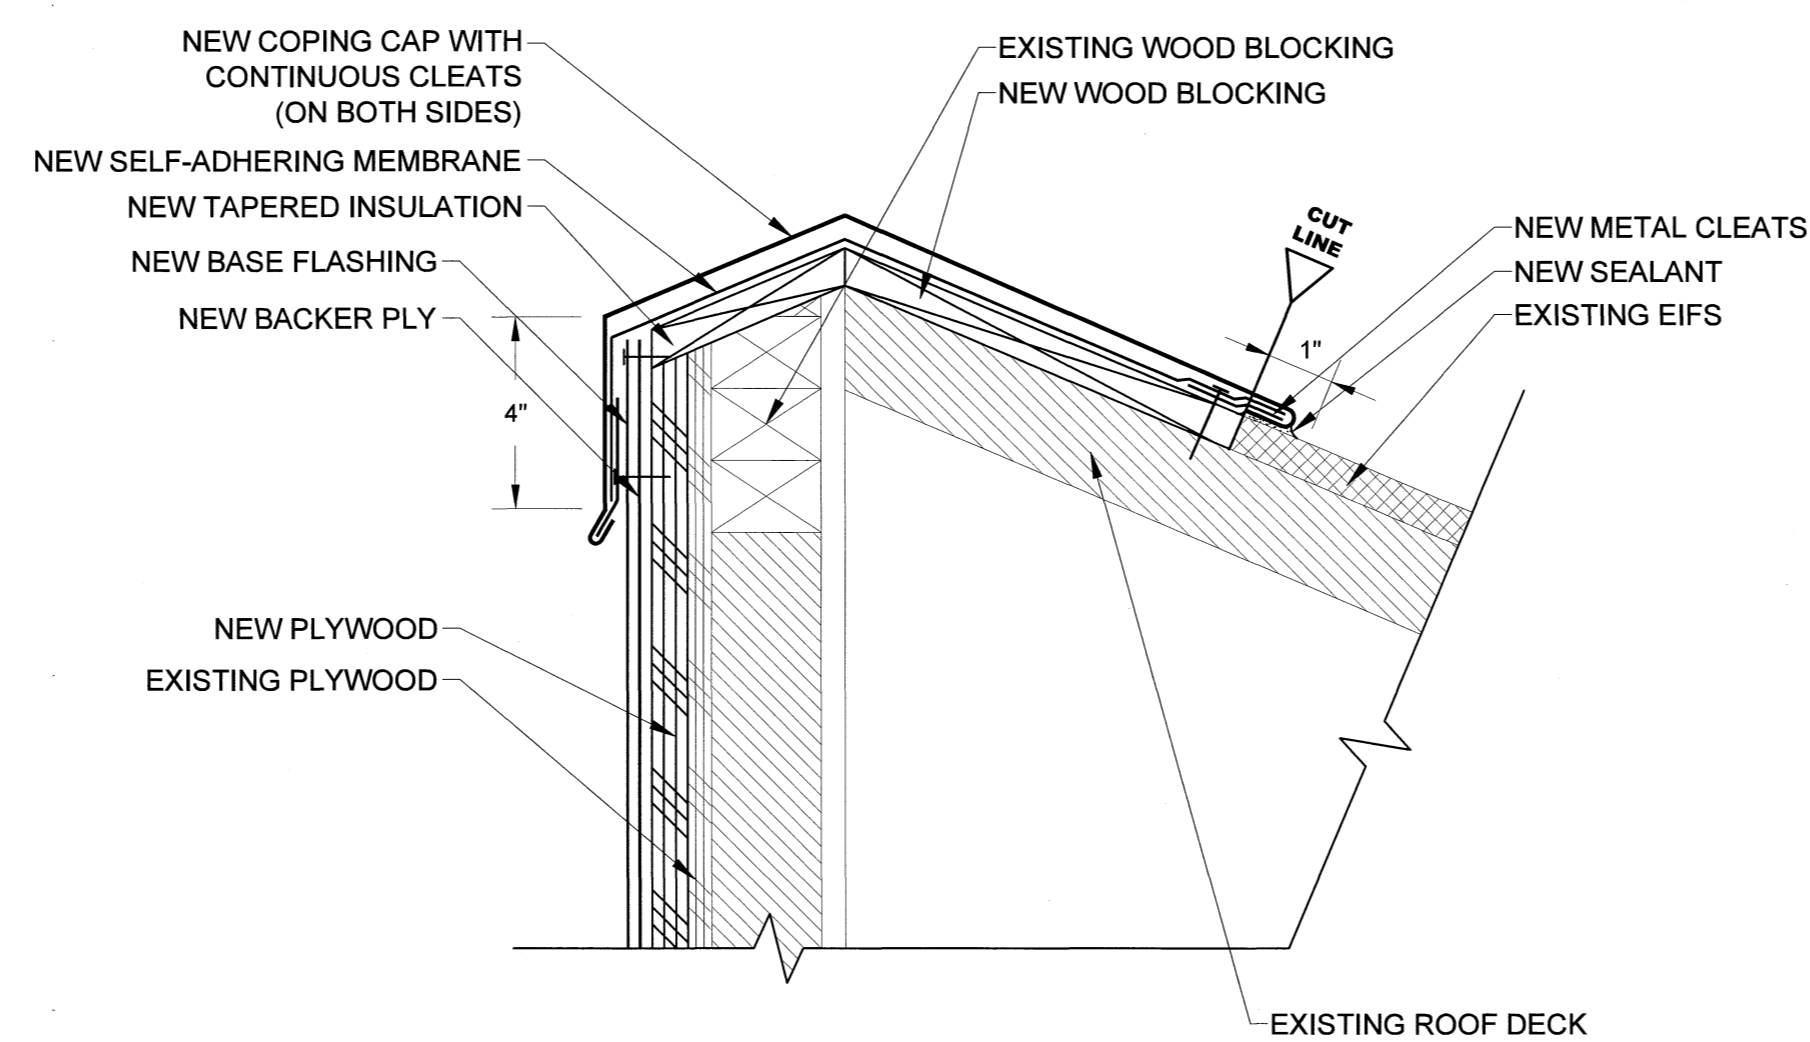 NEW COPING CAP WITH
CONTINUOUS CLEATS
(ON BOTH SIDES)
NEW SELF-ADHERING MEMBRANE
NEW TAPERED INSULATION
NEW BASE FLASHING
NEW BACKER PLY
4"
NEW PLYWOOD
EXISTING PLYWOOD
EXISTING WOOD BLOCKING
NEW WOOD BLOCKING
CUT
LINE
1"
NEW METAL CLEATS
NEW SEALANT
EXISTING EIFS
EXISTING ROOF DECK